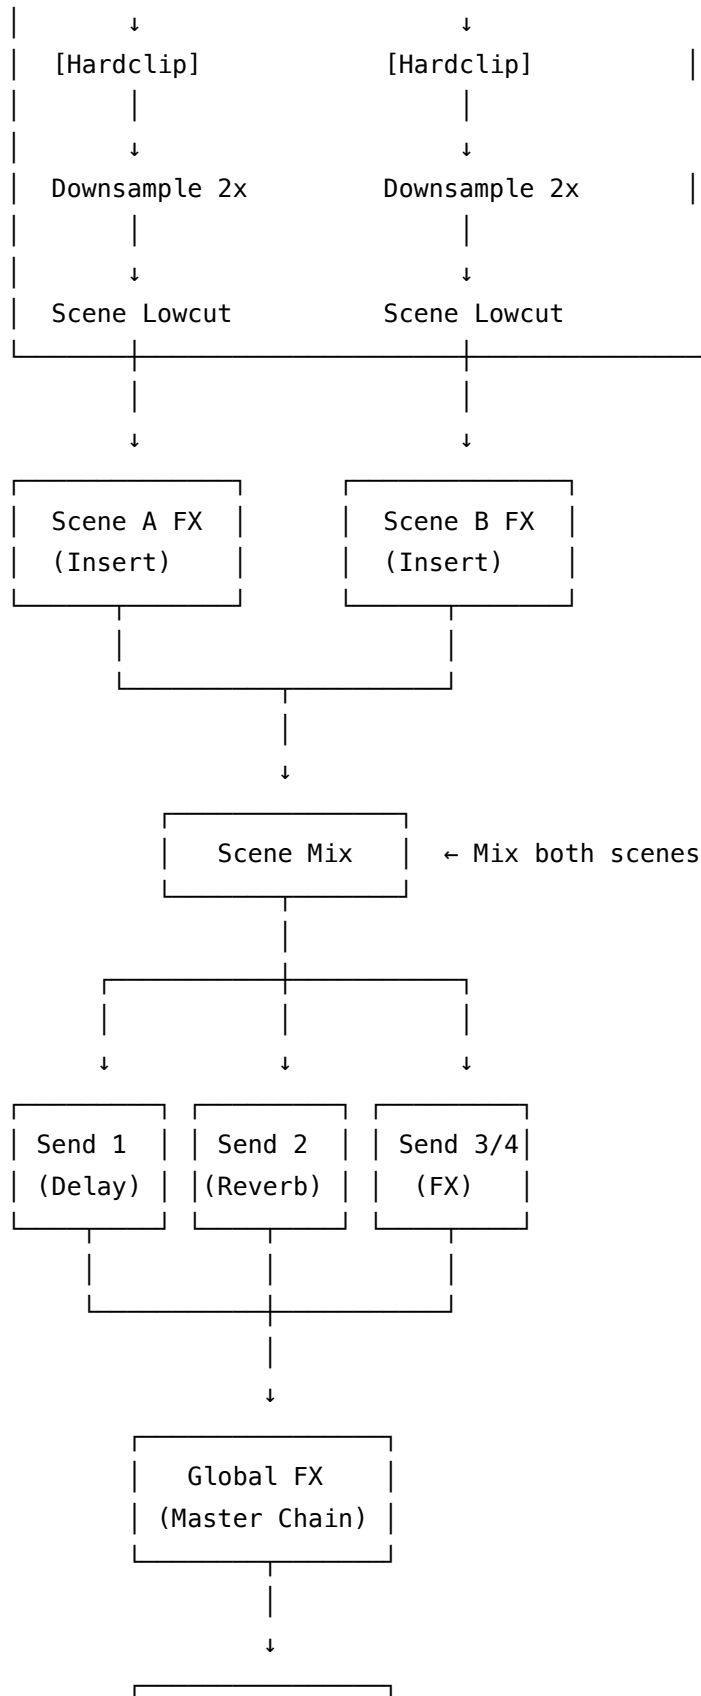 ↓ ↓
[Hardclip] [Hardclip]
↓ ↓
Downsample 2x Downsample 2x
↓ ↓
Scene Lowcut Scene Lowcut
↓ ↓
Scene A FX Scene B FX
(Insert) (Insert)
↓
Scene Mix ← Mix both scenes
↓ ↓ ↓
Send 1 Send 2 Send 3/4
(Delay) (Reverb) (FX)
↓
Global FX
(Master Chain)
↓